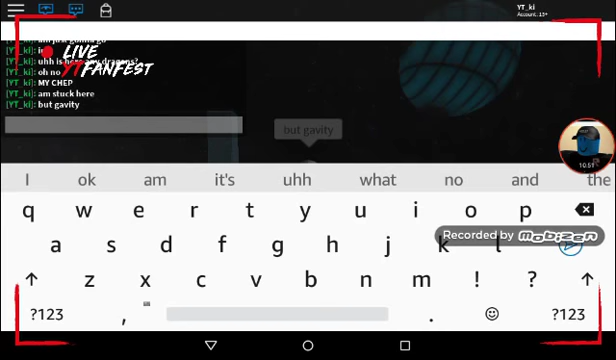 YT_ki
Account: 13+
[YT_ki]: am just gonna go
[YT_ki]:
[YT_ki]: uhh is here any dragons?
[YT_ki]: oh no
[YT_ki]: MY CHEP
[YT_ki]: am stuck here
[YT_ki]: but gavity
LIVE
YTFANFEST
but gavity
10:51
I ok am it's uhh what no and the
q w e r t y u i o p
a s d f g h j k l
Recorded by mobizen
z x c v b n m ! ?
?123 , . ?123